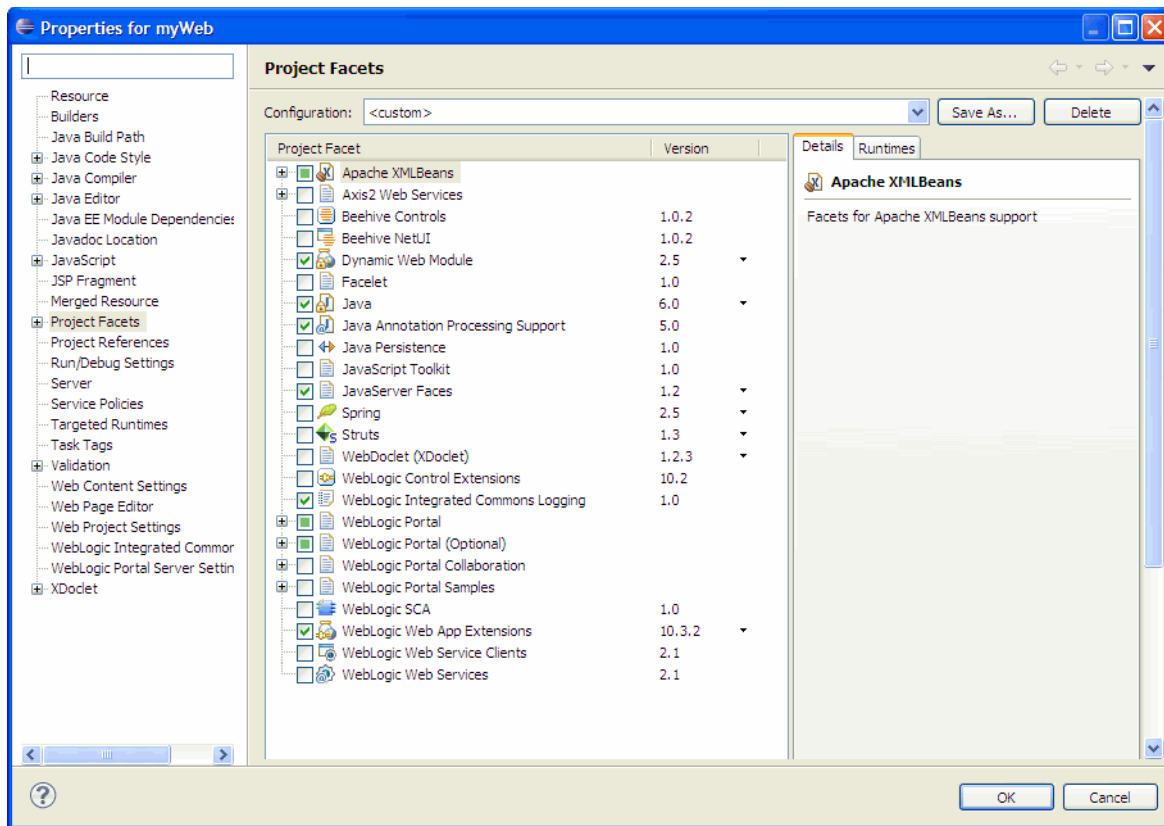 Properties for myWeb
Resource
Builders
Java Build Path
Java Code Style
Java Compiler
Java Editor
Java EE Module Dependencies
Javadoc Location
JavaScript
JSP Fragment
Merged Resource
Project Facets
Project References
Run/Debug Settings
Server
Service Policies
Targeted Runtimes
Task Tags
Validation
Web Content Settings
Web Page Editor
Web Project Settings
WebLogic Integrated Commor
WebLogic Portal Server Settin
XDoclet
Project Facets
Configuration: <custom> Save As... Delete
Project Facet Version
Apache XMLBeans
Axis2 Web Services
Beehive Controls 1.0.2
Beehive NetUI 1.0.2
Dynamic Web Module 2.5
Facelet 1.0
Java 6.0
Java Annotation Processing Support 5.0
Java Persistence 1.0
JavaScript Toolkit 1.0
JavaServer Faces 1.2
Spring 2.5
Struts 1.3
WebDoclet (XDoclet) 1.2.3
WebLogic Control Extensions 10.2
WebLogic Integrated Commons Logging 1.0
WebLogic Portal
WebLogic Portal (Optional)
WebLogic Portal Collaboration
WebLogic Portal Samples
WebLogic SCA 1.0
WebLogic Web App Extensions 10.3.2
WebLogic Web Service Clients 2.1
WebLogic Web Services 2.1
Details Runtimes
Apache XMLBeans
Facets for Apache XMLBeans support
OK Cancel